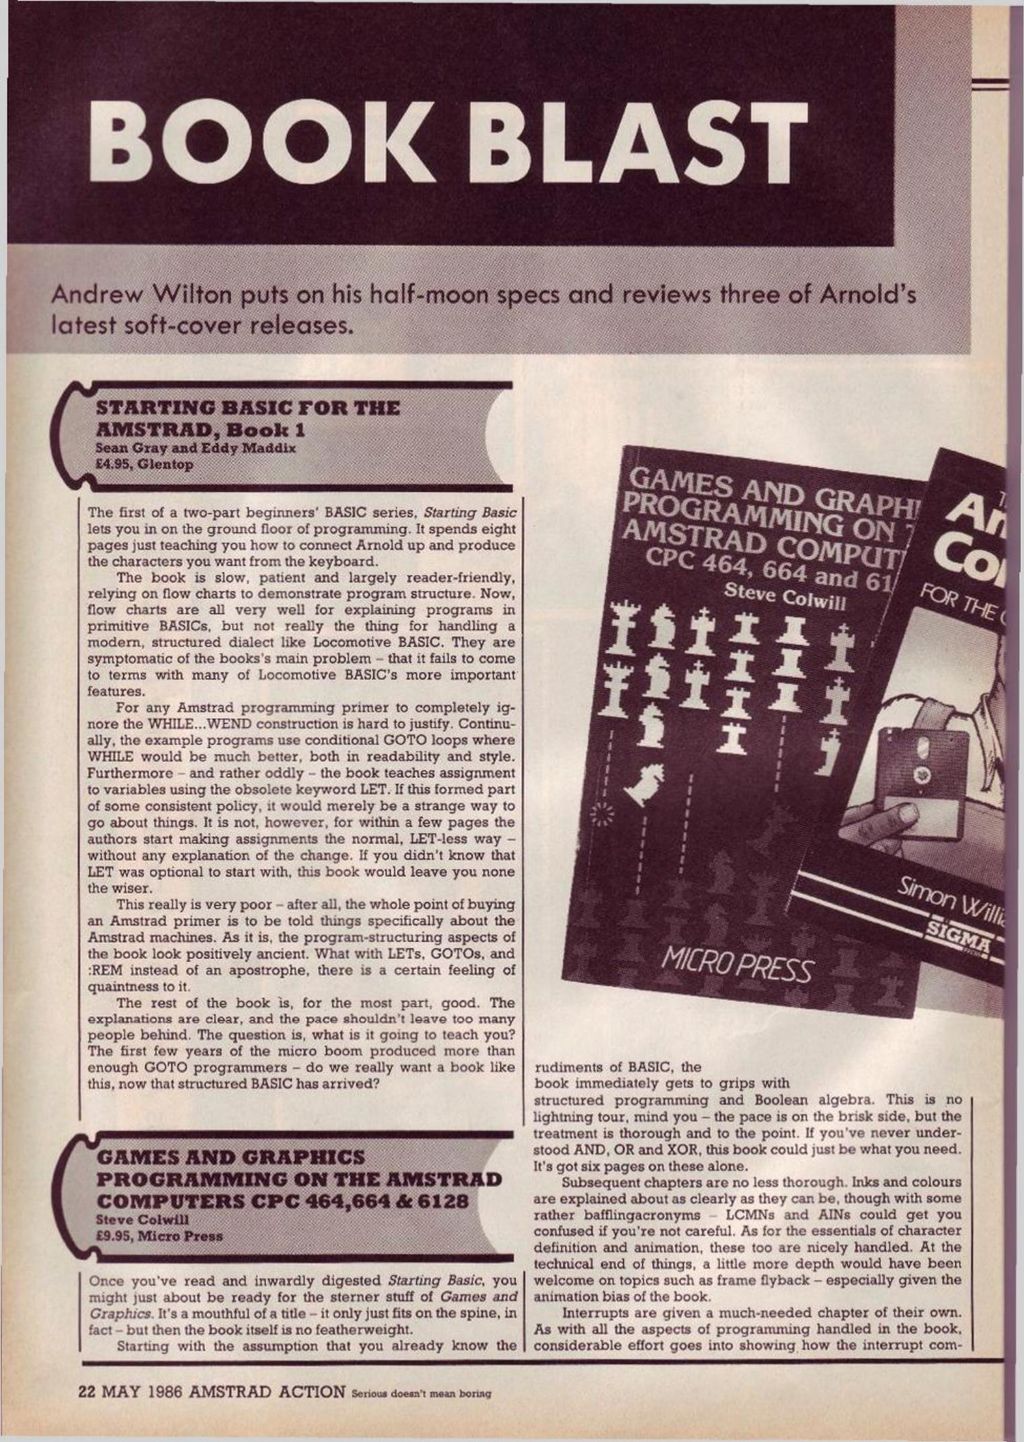 BOOK BLAST
Andrew Wilton puts on his half-moon specs and reviews three of Arnold's
latest soft-cover releases.
STARTING BASIC FOR THE
AMSTRAD, Book 1
Sean Gray and Eddy Maddix
£4.95, Glentop
The first of a two-part beginners' BASIC series, Starting Basic
lets you in on the ground floor of programming. It spends eight
pages just teaching you how to connect Arnold up and produce
the characters you want from the keyboard.
The book is slow, patient and largely reader-friendly,
relying on flow charts to demonstrate program structure. Now,
flow charts are all very well for explaining programs in
primitive BASICs, but not really the thing for handling a
modern, structured dialect like Locomotive BASIC. They are
symptomatic of the books's main problem – that it fails to come
to terms with many of Locomotive BASIC's more important
features.
For any Amstrad programming primer to completely ig-
nore the WHILE...WEND construction is hard to justify. Continu-
ally, the example programs use conditional GOTO loops where
WHILE would be much better, both in readability and style.
Furthermore – and rather oddly – the book teaches assignment
to variables using the obsolete keyword LET. If this formed part
of some consistent policy, it would merely be a strange way to
go about things. It is not, however, for within a few pages the
authors start making assignments the normal, LET-less way –
without any explanation of the change. If you didn't know that
LET was optional to start with, this book would leave you none
the wiser.
This really is very poor – after all, the whole point of buying
an Amstrad primer is to be told things specifically about the
Amstrad machines. As it is, the program-structuring aspects of
the book look positively ancient. What with LETs, GOTOs, and
:REM instead of an apostrophe, there is a certain feeling of
quaintness to it.
The rest of the book is, for the most part, good. The
explanations are clear, and the pace shouldn't leave too many
people behind. The question is, what is it going to teach you?
The first few years of the micro boom produced more than
enough GOTO programmers – do we really want a book like
this, now that structured BASIC has arrived?
GAMES AND GRAPHICS
PROGRAMMING ON THE AMSTRAD
COMPUTERS CPC 464,664 & 6128
Steve Colwill
£9.95, Micro Press
Once you've read and inwardly digested Starting Basic, you
might just about be ready for the sterner stuff of Games and
Graphics. It's a mouthful of a title – it only just fits on the spine, in
fact – but then the book itself is no featherweight.
Starting with the assumption that you already know the
GAMES AND GRAPHI
PROGRAMMING ON T
AMSTRAD COMPUT
CPC 464, 664 and 61
Steve Colwill
MICRO PRESS
Am
Co
FOR THE
Simon Willi
SIGMA
rudiments of BASIC, the
book immediately gets to grips with
structured programming and Boolean algebra. This is no
lightning tour, mind you – the pace is on the brisk side, but the
treatment is thorough and to the point. If you've never under-
stood AND, OR and XOR, this book could just be what you need.
It's got six pages on these alone.
Subsequent chapters are no less thorough. Inks and colours
are explained about as clearly as they can be, though with some
rather bafflingacronyms – LCMNs and AINs could get you
confused if you're not careful. As for the essentials of character
definition and animation, these too are nicely handled. At the
technical end of things, a little more depth would have been
welcome on topics such as frame flyback – especially given the
animation bias of the book.
Interrupts are given a much-needed chapter of their own.
As with all the aspects of programming handled in the book,
considerable effort goes into showing how the interrupt com-
22 MAY 1986 AMSTRAD ACTION Serious doesn't mean boring